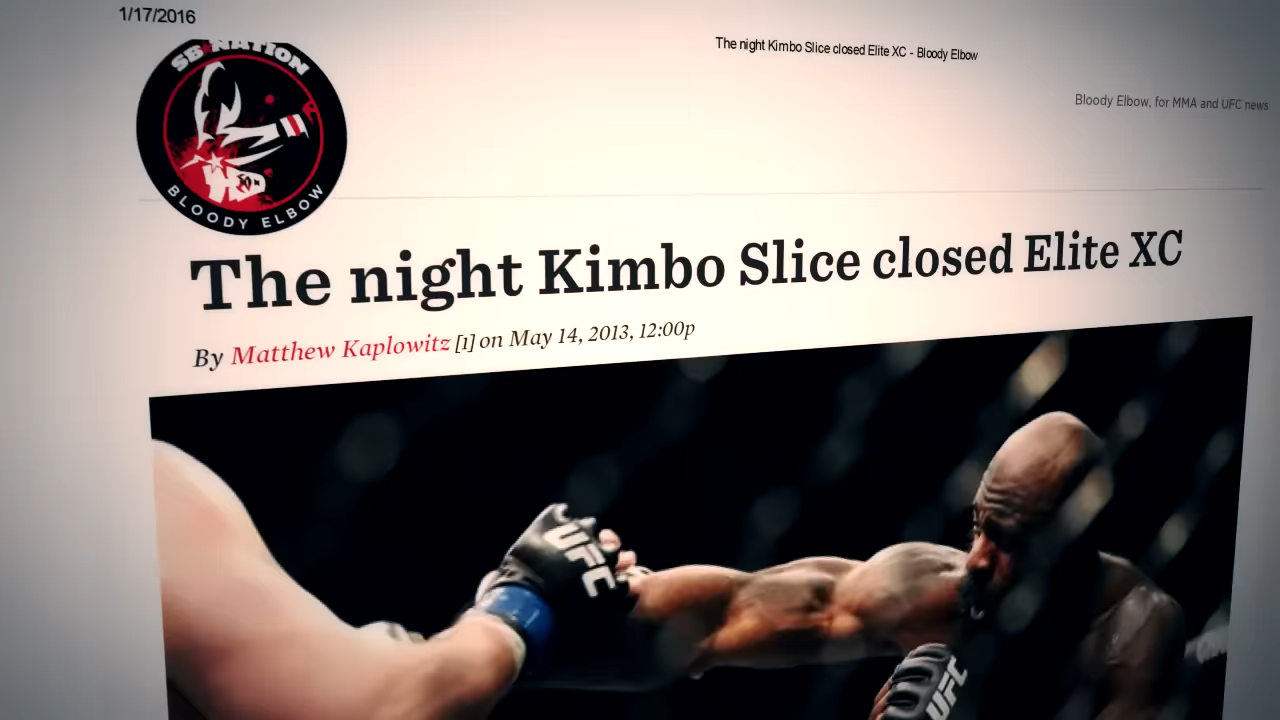 1/17/2016
The night Kimbo Slice closed Elite XC - Bloody Elbow
SB NATION
Bloody Elbow, for MMA and UFC news
BLOODY ELBOW
The night Kimbo Slice closed Elite XC
By Matthew Kaplowitz [1] on May 14, 2013, 12:00p
UFC
UFC